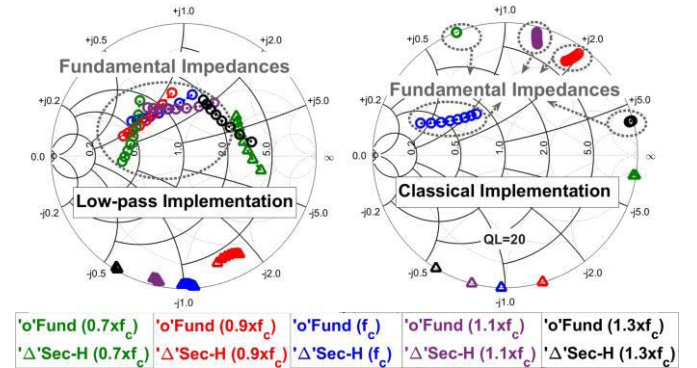 +j1.0
+j1.0
+j0.5
+j2.0
+j0.5
+j2.0
Fundamental Impedances
Fundamental Impedances
+j0.2
+j5.0
+j0.2
+j5.0
0.0
0.2
0.5
1.0
2.0
5.0
∞
0.0
0.2
0.5
1.0
2.0
5.0
∞
Low-pass Implementation
Classical Implementation
-j0.2
-j5.0
-j0.2
-j5.0
QL=20
-j0.5
-j2.0
-j0.5
-j2.0
-j1.0
-j1.0
'o'Fund (0.7xfc)
'o'Fund (0.9xfc)
'o'Fund (fc)
'o'Fund (1.1xfc)
'o'Fund (1.3xfc)
'Δ'Sec-H (0.7xfc)
'Δ'Sec-H (0.9xfc)
'Δ'Sec-H (fc)
'Δ'Sec-H (1.1xfc)
'Δ'Sec-H (1.3xfc)